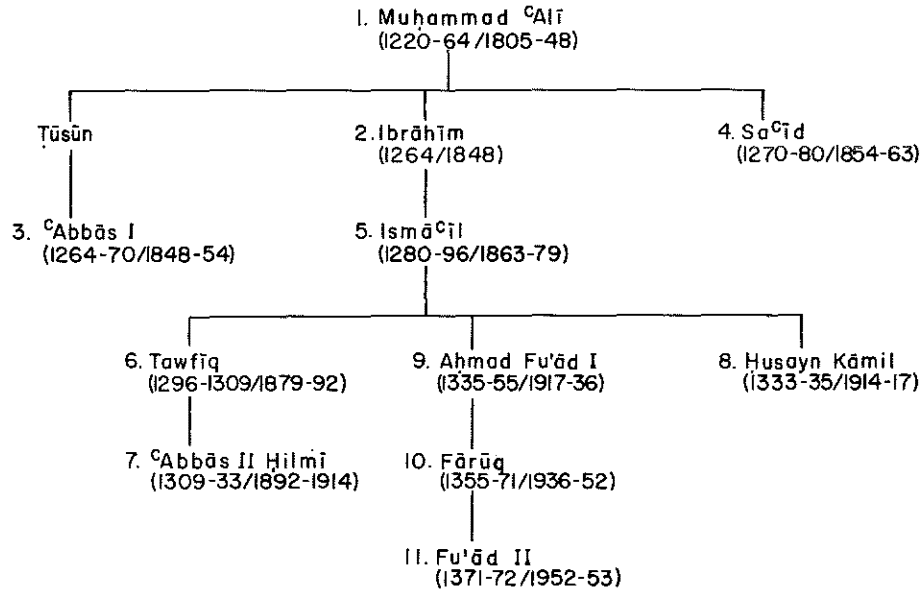 1. Muḥammad ᶜAlī
(1220-64/1805-48)
Ṭūsūn
2. Ibrāhīm
(1264/1848)
4. Saᶜīd
(1270-80/1854-63)
3. ᶜAbbās I
(1264-70/1848-54)
5. Ismāᶜīl
(1280-96/1863-79)
6. Tawfīq
(1296-1309/1879-92)
9. Aḥmad Fu'ād I
(1335-55/1917-36)
8. Ḥusayn Kāmil
(1333-35/1914-17)
7. ᶜAbbās II Ḥilmī
(1309-33/1892-1914)
10. Fārūq
(1355-71/1936-52)
11. Fu'ād II
(1371-72/1952-53)